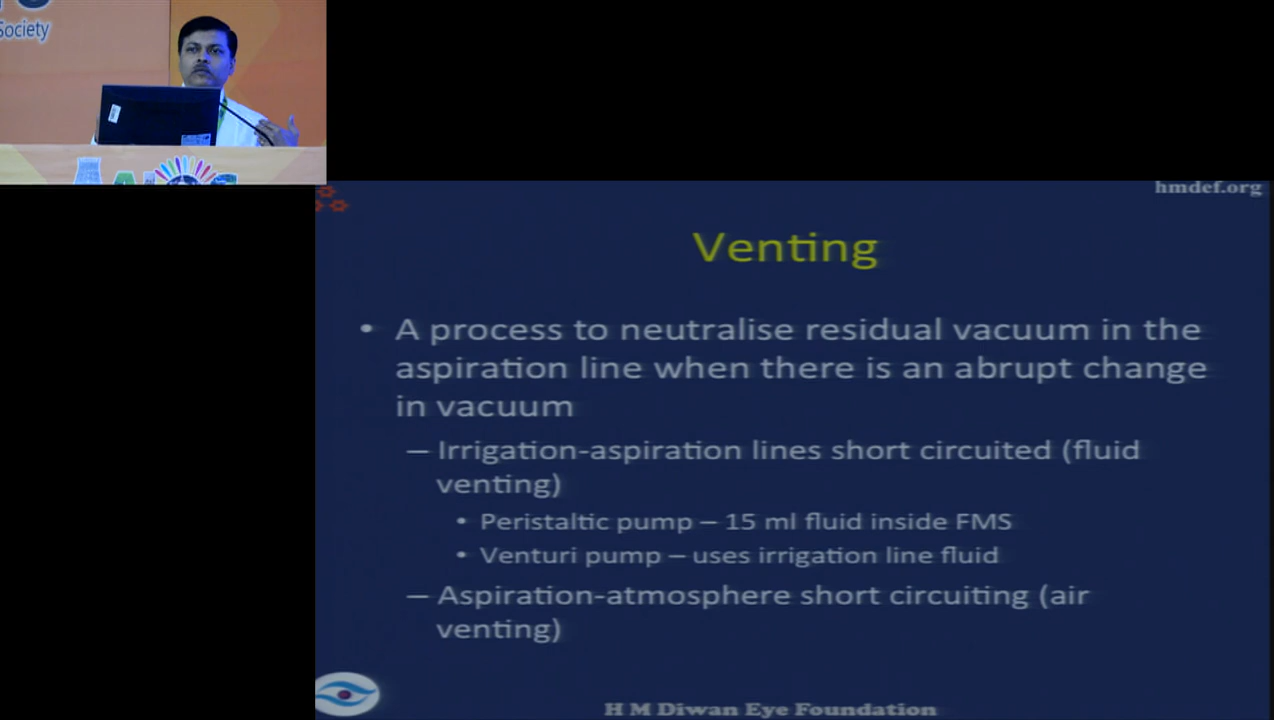 Society
hmdef.org
Venting
• A process to neutralise residual vacuum in the
aspiration line when there is an abrupt change
in vacuum
– Irrigation-aspiration lines short circuited (fluid
venting)
• Peristaltic pump – 15 ml fluid inside FMS
• Venturi pump – uses irrigation line fluid
– Aspiration-atmosphere short circuiting (air
venting)
H M Diwan Eye Foundation